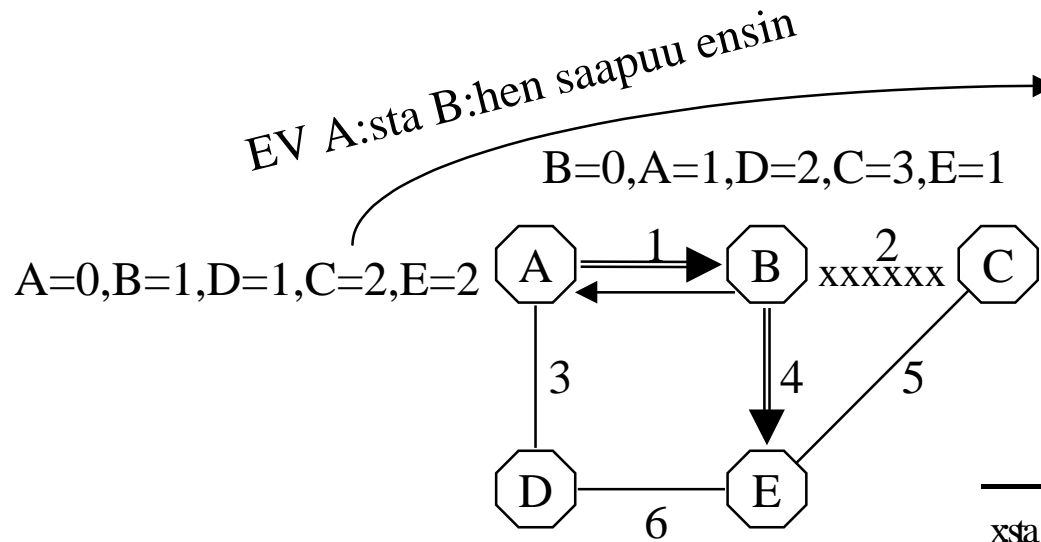 EV A:sta B:hen saapuu ensin
B=0,A=1,D=2,C=3,E=1
A=0,B=1,D=1,C=2,E=2
A
1
B
2
xxxxxx
C
3
4
5
D
E
6
x:sta